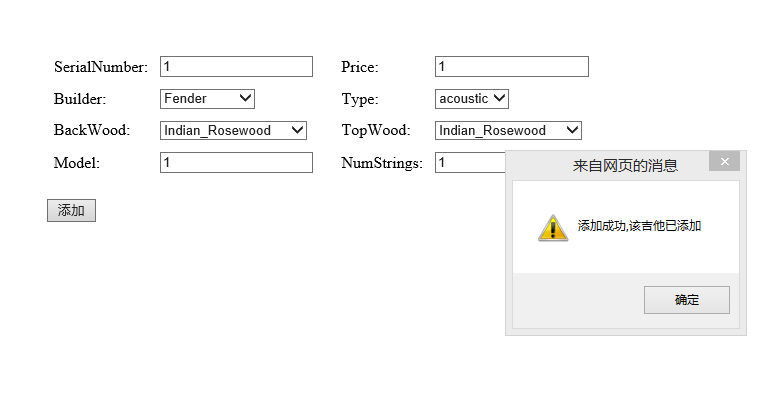 SerialNumber: 1 Price: 1
Builder: Fender Type: acoustic
BackWood: Indian_Rosewood TopWood: Indian_Rosewood
Model: 1 NumStrings: 1
添加
来自网页的消息
添加成功,该吉他已添加
确定